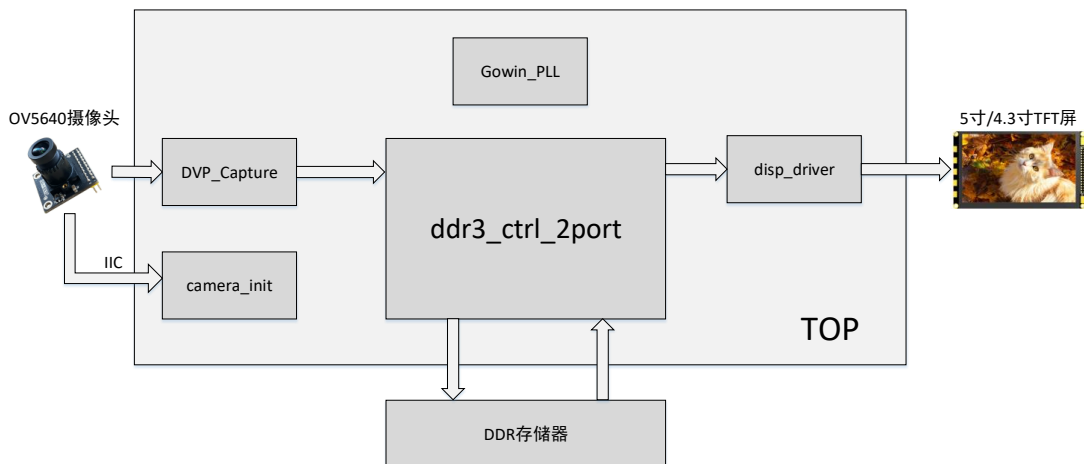 Gowin_PLL
OV5640摄像头
5寸/4.3寸TFT屏
DVP_Capture
disp_driver
ddr3_ctrl_2port
IIC
camera_init
TOP
DDR存储器